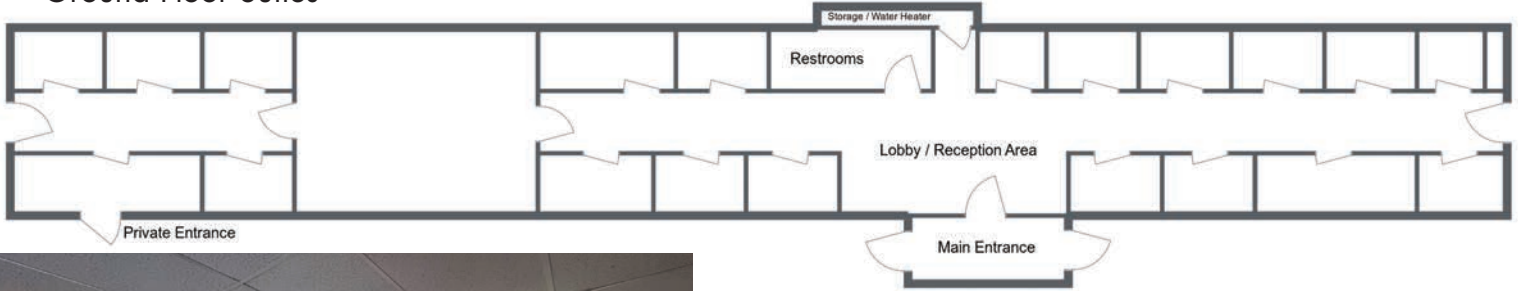 Storage / Water Heater
Restrooms
Lobby / Reception Area
Private Entrance
Main Entrance